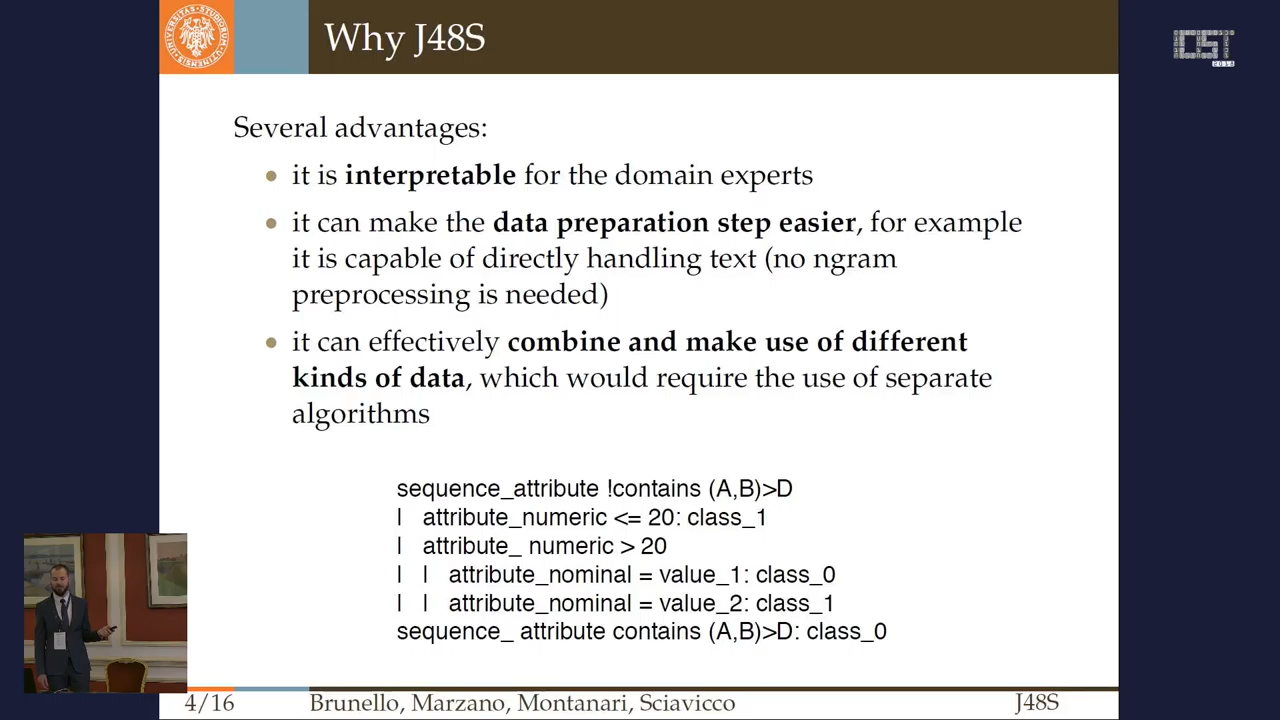 Why J48S
Several advantages:
it is interpretable for the domain experts
it can make the data preparation step easier, for example
it is capable of directly handling text (no ngram
preprocessing is needed)
it can effectively combine and make use of different
kinds of data, which would require the use of separate
algorithms
sequence_attribute !contains (A,B)>D
| attribute_numeric <= 20: class_1
| attribute_ numeric > 20
| | attribute_nominal = value_1: class_0
| | attribute_nominal = value_2: class_1
sequence_ attribute contains (A,B)>D: class_0
4/16
Brunello, Marzano, Montanari, Sciavicco
J48S